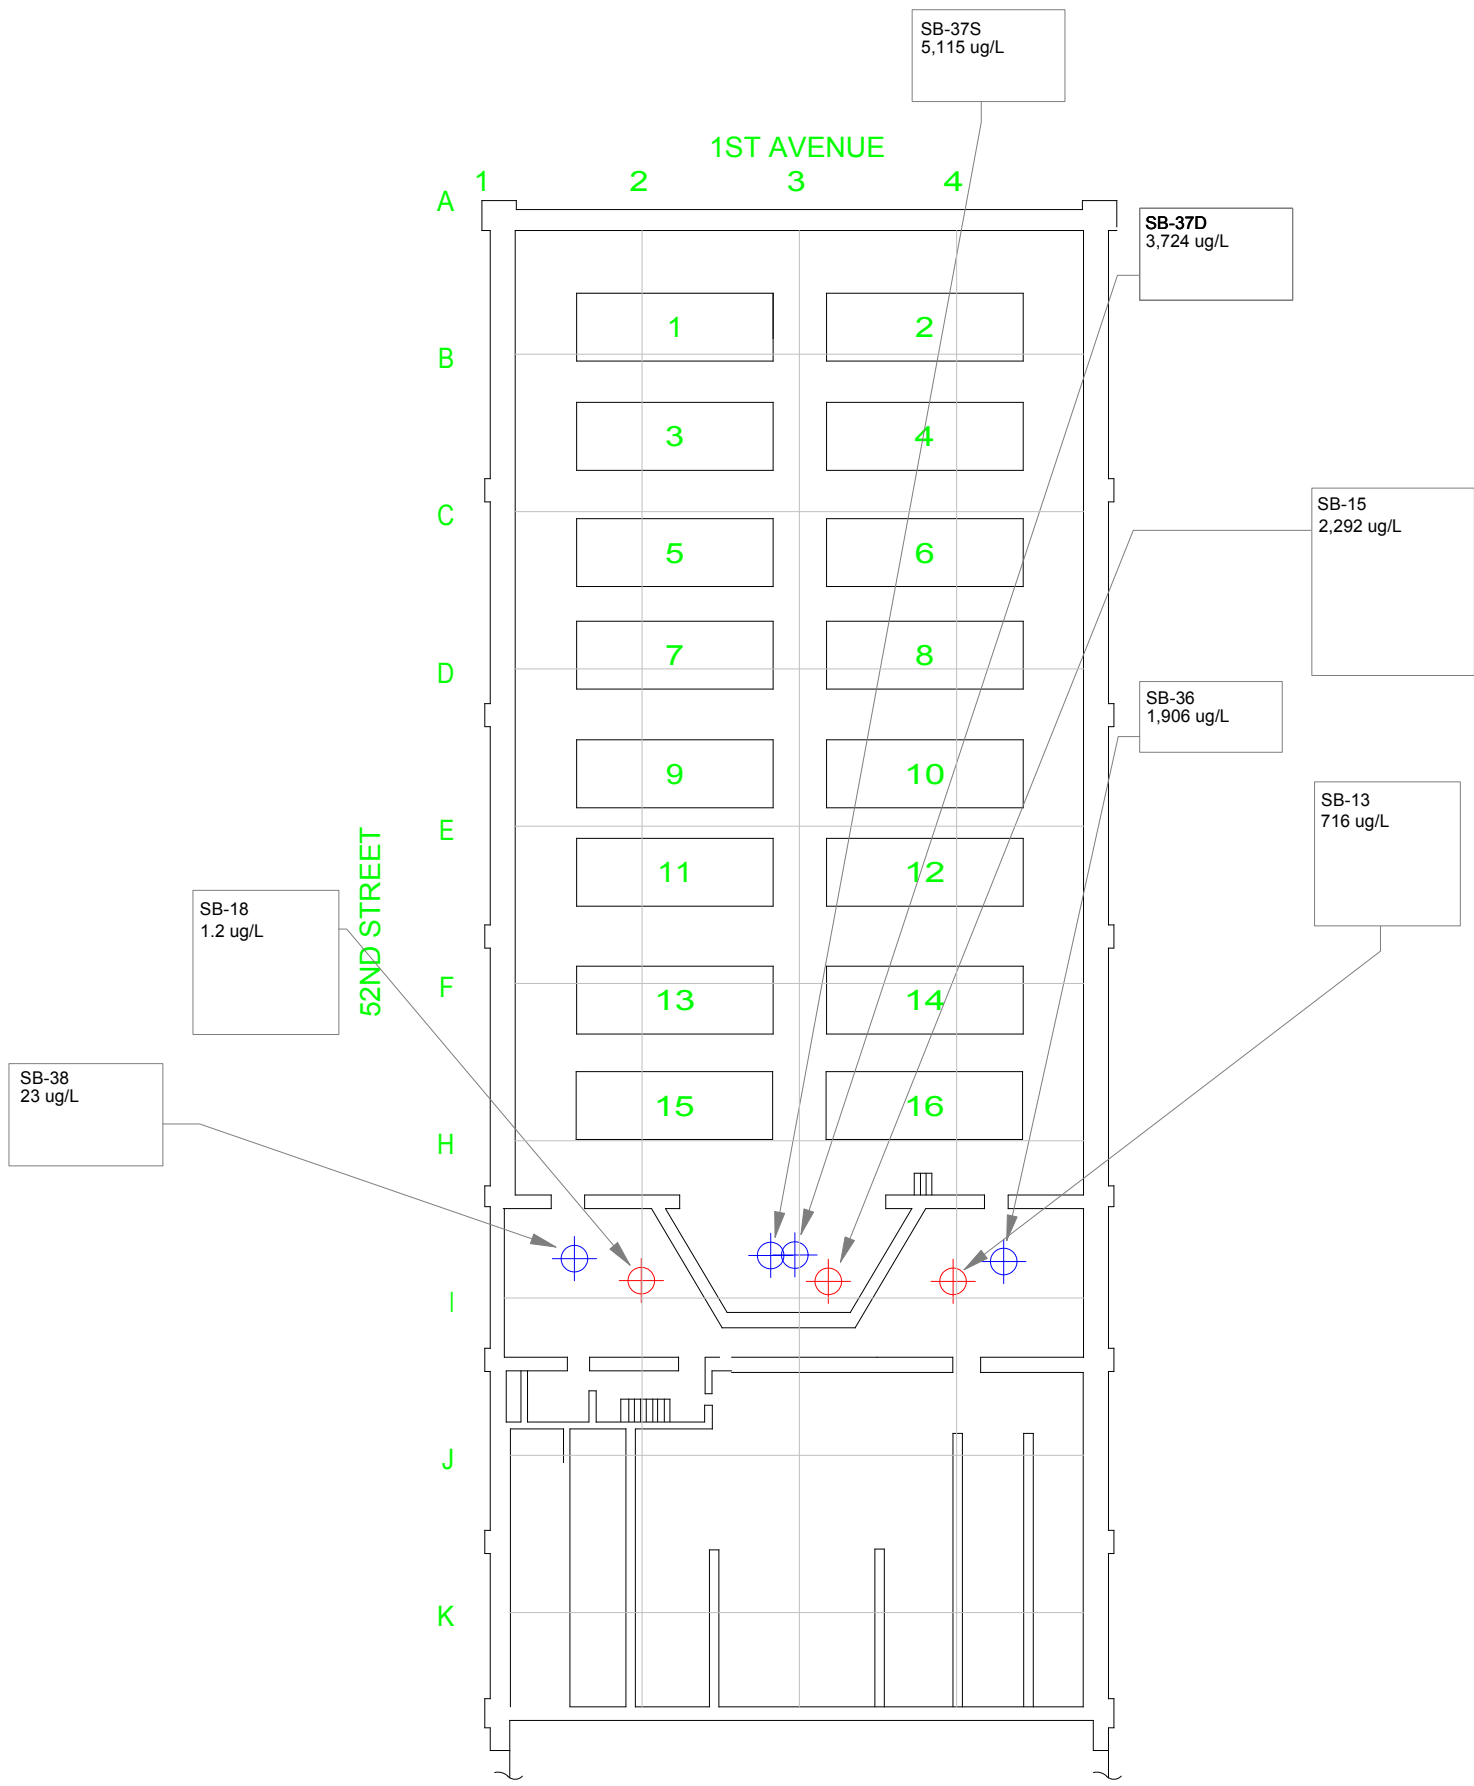 SB-37S
5,115 ug/L
1ST AVENUE
1 2 3 4
A
SB-37D
3,724 ug/L
1 2
B
3 4
SB-15
2,292 ug/L
C
5 6
7 8
D
SB-36
1,906 ug/L
9 10
SB-13
716 ug/L
E
52ND STREET
11 12
SB-18
1.2 ug/L
F
13 14
SB-38
23 ug/L
15 16
H
I
J
K